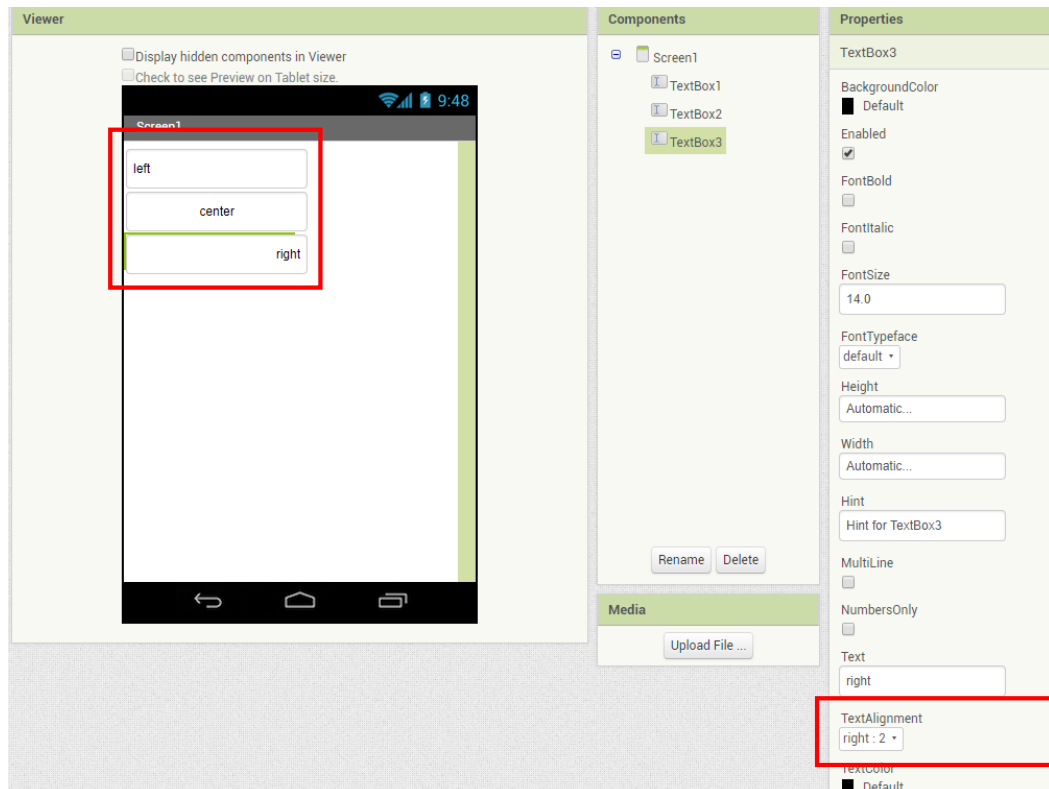 Viewer
Display hidden components in Viewer
Check to see Preview on Tablet size.
9:48
Screen1
left
center
right
Components
Screen1
TextBox1
TextBox2
TextBox3
Rename Delete
Media
Upload File ...
Properties
TextBox3
BackgroundColor
Default
Enabled
FontBold
FontItalic
FontSize
14.0
FontTypeface
default
Height
Automatic...
Width
Automatic...
Hint
Hint for TextBox3
MultiLine
NumbersOnly
Text
right
TextAlignment
right : 2
TextColor
Default